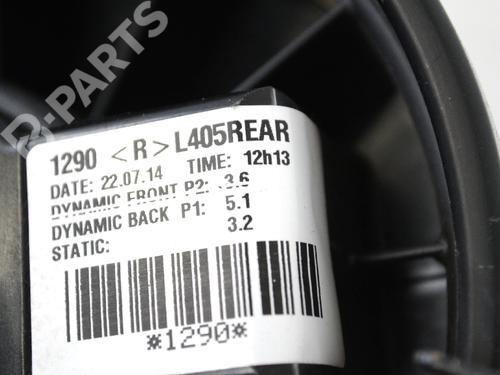 B-PARTS
1290 <R> L405REAR
DATE: 22.07.14 TIME: 12h13
DYNAMIC FRONT P2: 3.6
DYNAMIC BACK P1: 5.1
STATIC: 3.2
*1290*